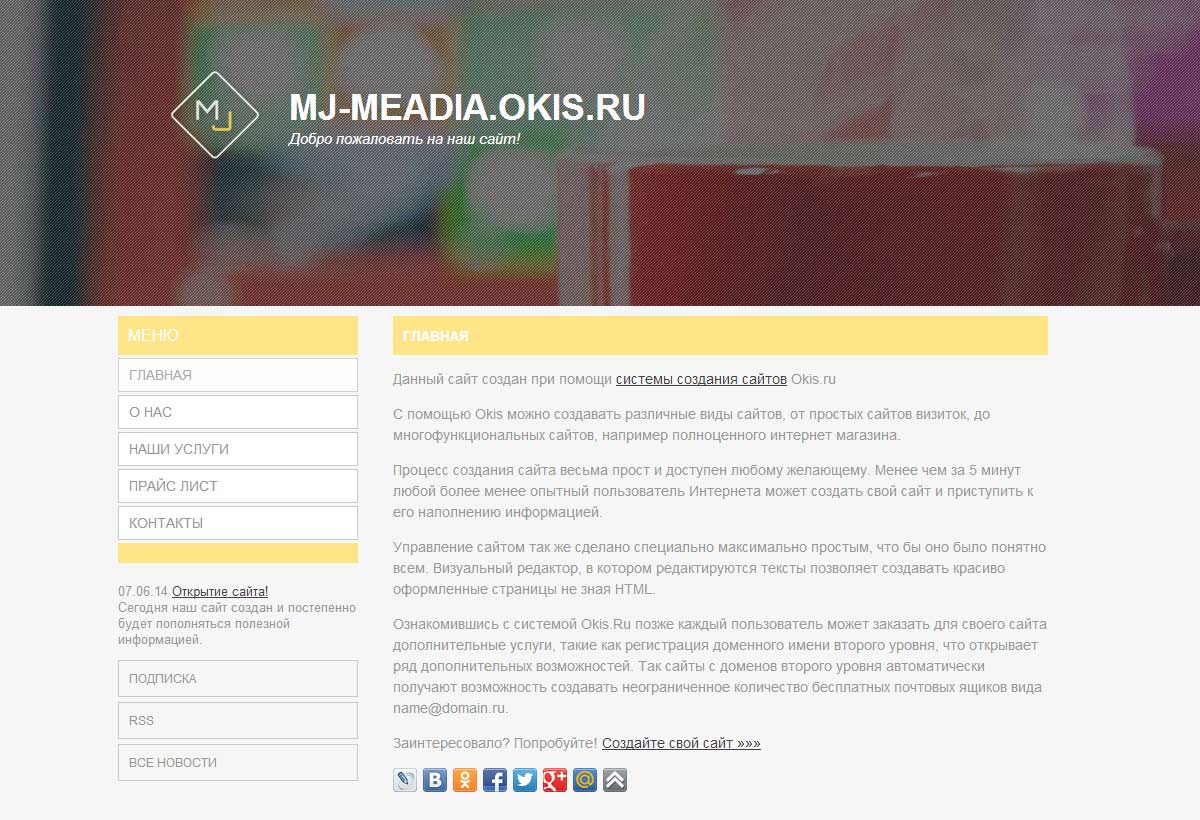 MJ
MJ-MEADIA.OKIS.RU
Добро пожаловать на наш сайт!
МЕНЮ
ГЛАВНАЯ
О НАС
НАШИ УСЛУГИ
ПРАЙС ЛИСТ
КОНТАКТЫ
07.06.14 Открытие сайта!
Сегодня наш сайт создан и постепенно
будет пополняться полезной
информацией.
ПОДПИСКА
RSS
ВСЕ НОВОСТИ
ГЛАВНАЯ
Данный сайт создан при помощи системы создания сайтов Okis.ru
С помощью Okis можно создавать различные виды сайтов, от простых сайтов визиток, до
многофункциональных сайтов, например полноценного интернет магазина.
Процесс создания сайта весьма прост и доступен любому желающему. Менее чем за 5 минут
любой более менее опытный пользователь Интернета может создать свой сайт и приступить к
его наполнению информацией.
Управление сайтом так же сделано специально максимально простым, что бы оно было понятно
всем. Визуальный редактор, в котором редактируются тексты позволяет создавать красиво
оформленные страницы не зная HTML.
Ознакомившись с системой Okis.Ru позже каждый пользователь может заказать для своего сайта
дополнительные услуги, такие как регистрация доменного имени второго уровня, что открывает
ряд дополнительных возможностей. Так сайты с доменов второго уровня автоматически
получают возможность создавать неограниченное количество бесплатных почтовых ящиков вида
name@domain.ru.
Заинтересовало? Попробуйте! Создайте свой сайт »»»